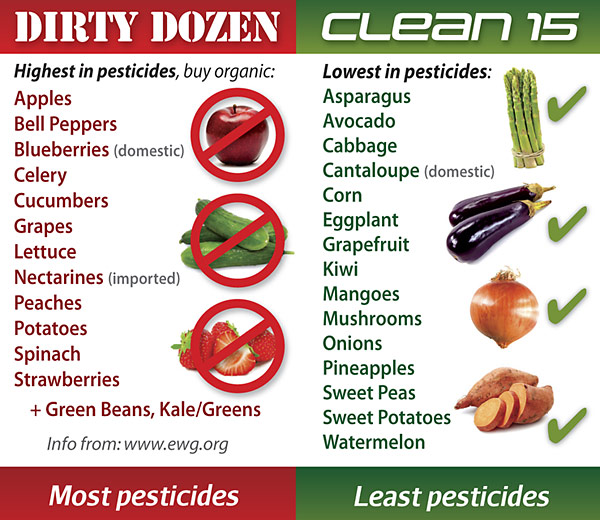 DIRTY DOZEN
Highest in pesticides, buy organic:
Apples
Bell Peppers
Blueberries (domestic)
Celery
Cucumbers
Grapes
Lettuce
Nectarines (imported)
Peaches
Potatoes
Spinach
Strawberries
+ Green Beans, Kale/Greens
Info from: www.ewg.org
Most pesticides
CLEAN 15
Lowest in pesticides:
Asparagus
Avocado
Cabbage
Cantaloupe (domestic)
Corn
Eggplant
Grapefruit
Kiwi
Mangoes
Mushrooms
Onions
Pineapples
Sweet Peas
Sweet Potatoes
Watermelon
Least pesticides